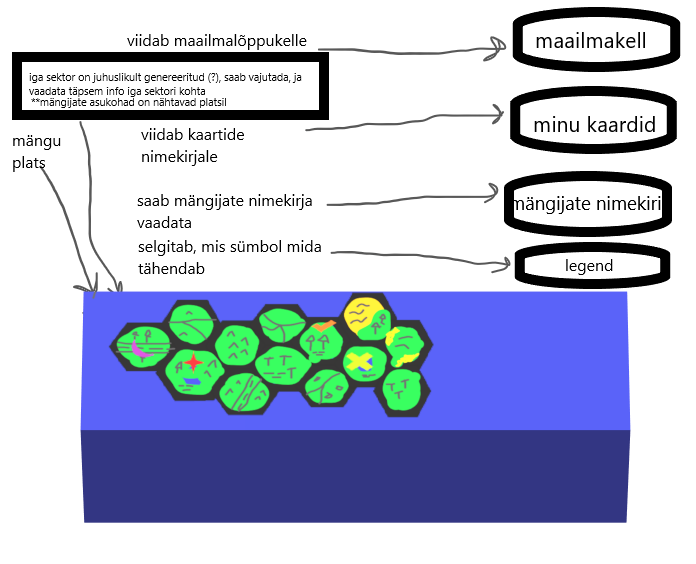 viidab maailmalõppukelle
maailmakell
iga sektor on juhuslikult genereeritud (?), saab vajutada, ja
vaadata täpsem info iga sektori kohta
**mängijate asukohad on nähtavad platsil
mängu
plats
viidab kaartide
nimekirjale
minu kaardid
saab mängijate nimekirja
vaadata
mängijate nimekiri
selgitab, mis sümbol mida
tähendab
legend